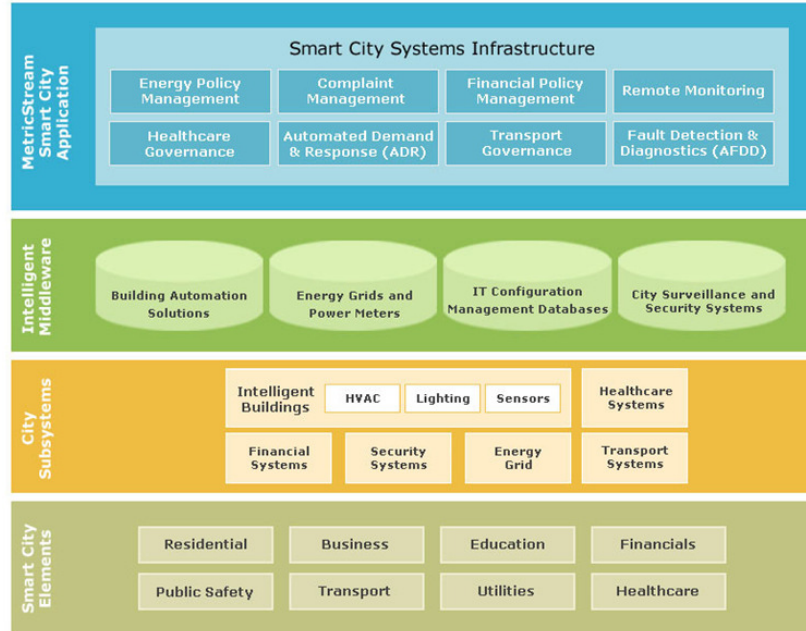 MetricStream
Smart City
Application
Smart City Systems Infrastructure
Energy Policy
Management
Complaint
Management
Financial Policy
Management
Remote Monitoring
Healthcare
Governance
Automated Demand
& Response (ADR)
Transport
Governance
Fault Detection &
Diagnostics (AFDD)
Intelligent
Middleware
Building Automation
Solutions
Energy Grids and
Power Meters
IT Configuration
Management Databases
City Surveillance and
Security Systems
City
Subsystems
Intelligent
Buildings
HVAC
Lighting
Sensors
Healthcare
Systems
Financial
Systems
Security
Systems
Energy
Grid
Transport
Systems
Smart City
Elements
Residential
Business
Education
Financials
Public Safety
Transport
Utilities
Healthcare